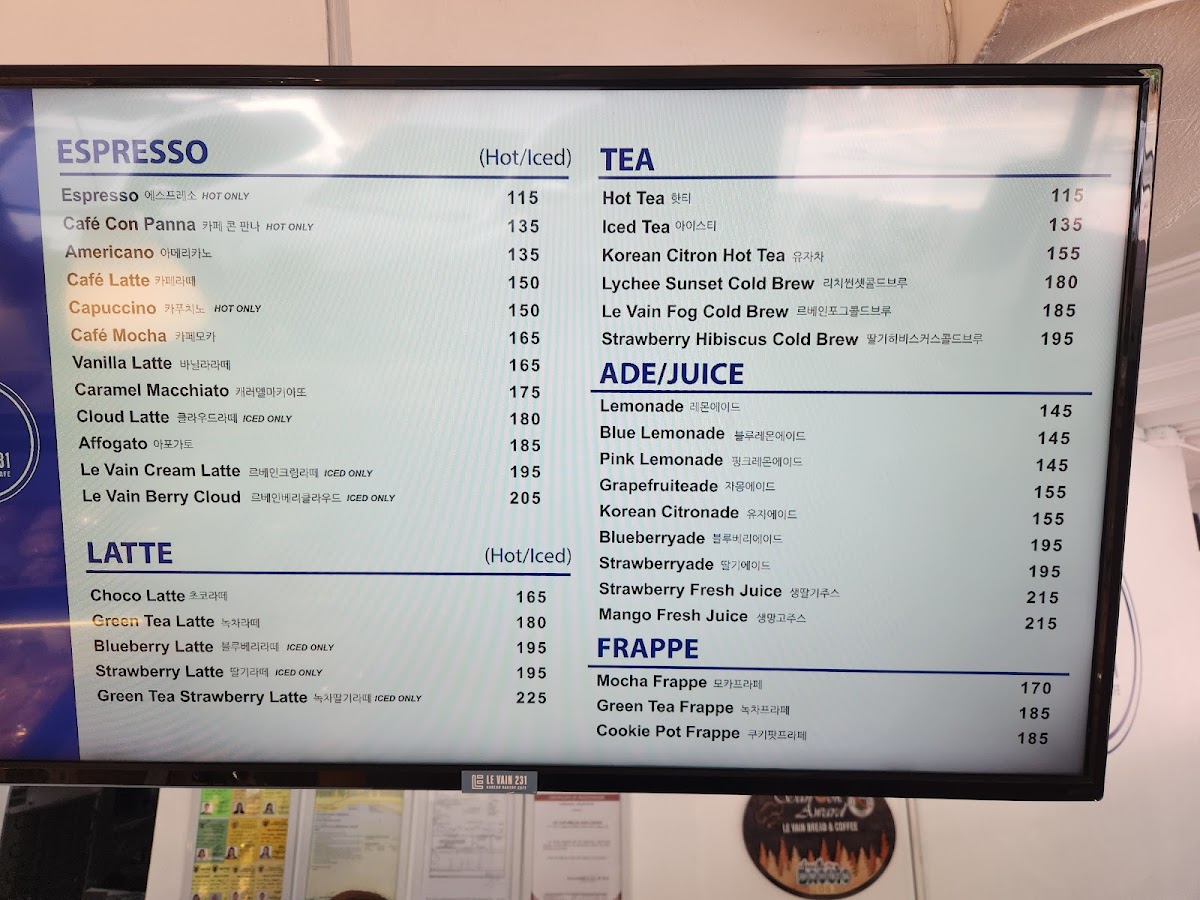 ESPRESSO (Hot/Iced)
Espresso 에스프레소 HOT ONLY 115
Café Con Panna 카페 콘 판나 HOT ONLY 135
Americano 아메리카노 135
Café Latte 카페라떼 150
Capuccino 카푸치노 HOT ONLY 150
Café Mocha 카페모카 165
Vanilla Latte 바닐라라떼 165
Caramel Macchiato 캐러멜마키아또 175
Cloud Latte 클라우드라떼 ICED ONLY 180
Affogato 아포가토 185
Le Vain Cream Latte 르베인크림라떼 ICED ONLY 195
Le Vain Berry Cloud 르베인베리클라우드 ICED ONLY 205
LATTE (Hot/Iced)
Choco Latte 초코라떼 165
Green Tea Latte 녹차라떼 180
Blueberry Latte 블루베리라떼 ICED ONLY 195
Strawberry Latte 딸기라떼 ICED ONLY 195
Green Tea Strawberry Latte 녹차딸기라떼 ICED ONLY 225
TEA
Hot Tea 핫티 115
Iced Tea 아이스티 135
Korean Citron Hot Tea 유자차 155
Lychee Sunset Cold Brew 리치썬셋콜드브루 180
Le Vain Fog Cold Brew 르베인포그콜드브루 185
Strawberry Hibiscus Cold Brew 딸기히비스커스콜드브루 195
ADE/JUICE
Lemonade 레몬에이드 145
Blue Lemonade 블루레몬에이드 145
Pink Lemonade 핑크레몬에이드 145
Grapefruiteade 자몽에이드 155
Korean Citronade 유자에이드 155
Blueberryade 블루베리에이드 195
Strawberryade 딸기에이드 195
Strawberry Fresh Juice 생딸기주스 215
Mango Fresh Juice 생망고주스 215
FRAPPE
Mocha Frappe 모카프라페 170
Green Tea Frappe 녹차프라페 185
Cookie Pot Frappe 쿠키팟프라페 185
LE VAIN 231
KOREAN BAKERY CAFE
Award
LE VAIN BREAD & COFFEE